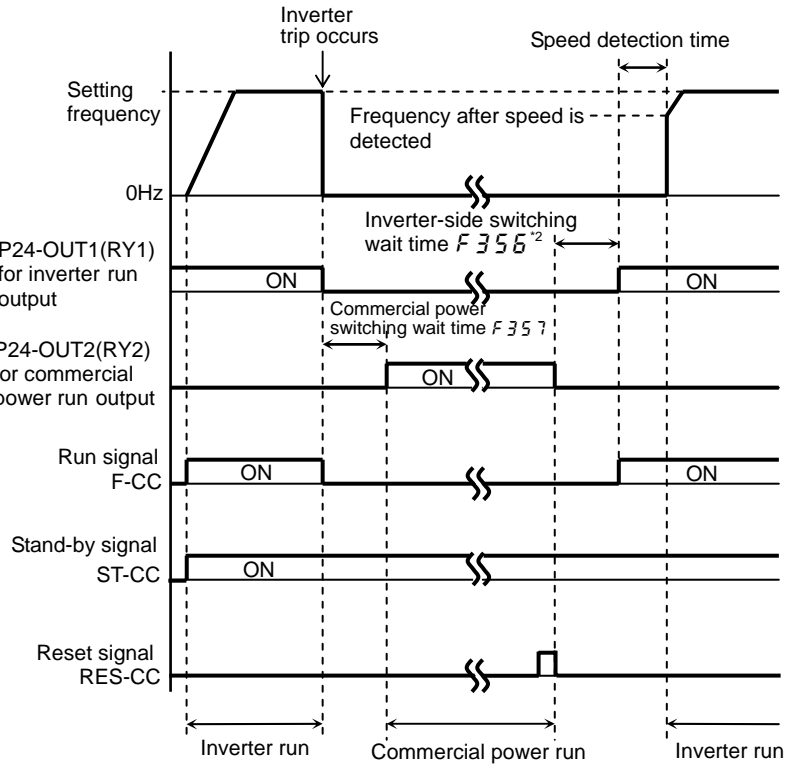 Inverter
trip occurs
Speed detection time
Setting
frequency
Frequency after speed is
detected
0Hz
Inverter-side switching
wait time F356*2
P24-OUT1(RY1)
for inverter run
output
ON
ON
Commercial power
switching wait time F357
P24-OUT2(RY2)
or commercial
power run output
ON
Run signal
F-CC
ON
ON
Stand-by signal
ST-CC
ON
Reset signal
RES-CC
Inverter run
Commercial power run
Inverter run